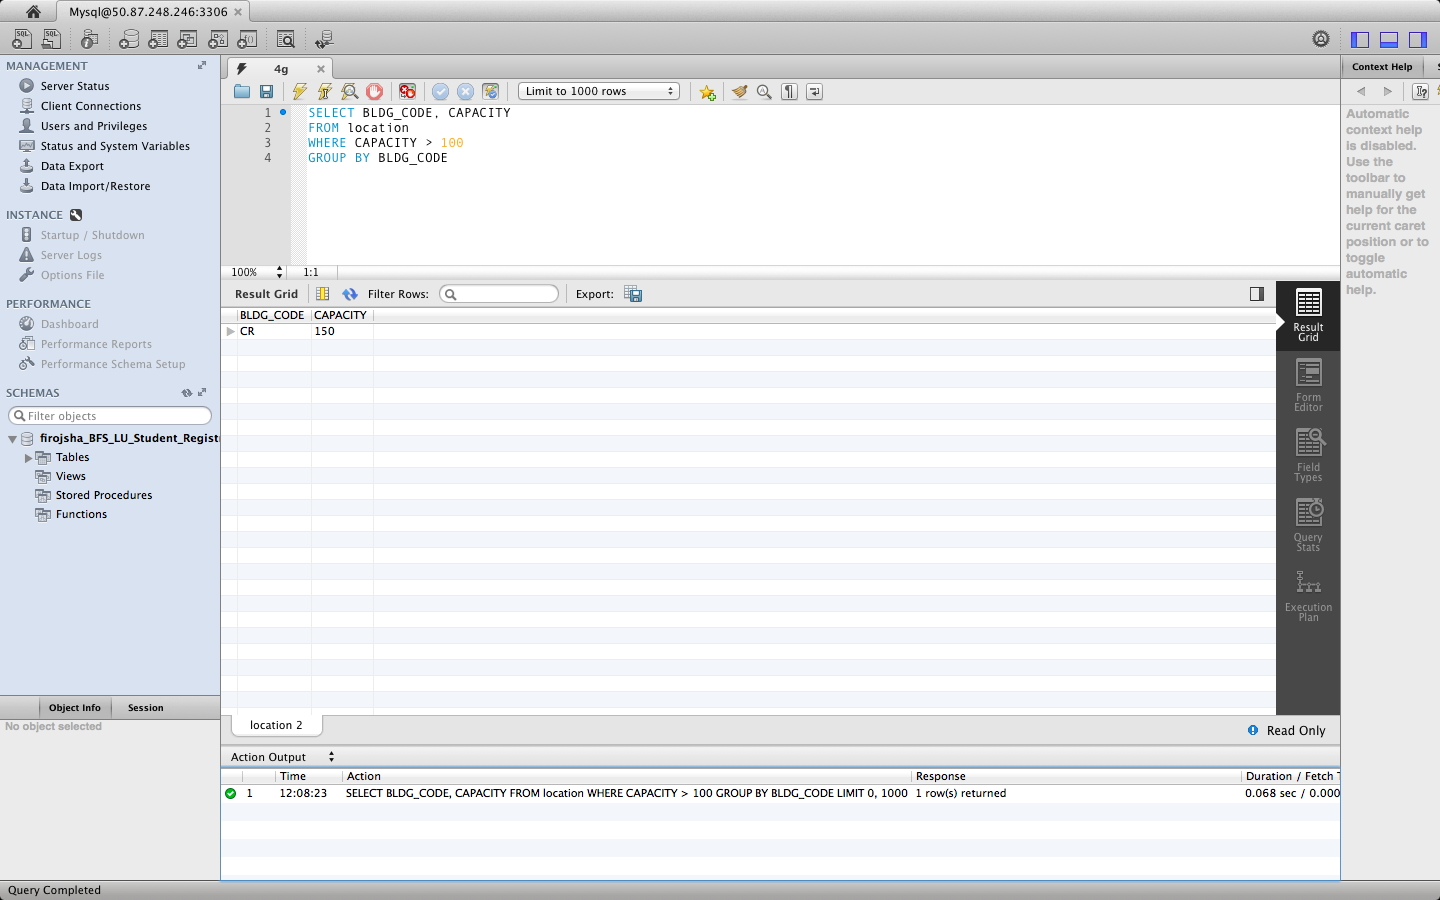 Mysql@50.87.248.246:3306
MANAGEMENT
Server Status
Client Connections
Users and Privileges
Status and System Variables
Data Export
Data Import/Restore
INSTANCE
Startup / Shutdown
Server Logs
Options File
PERFORMANCE
Dashboard
Performance Reports
Performance Schema Setup
SCHEMAS
Filter objects
firojsha_BFS_LU_Student_Registr
Tables
Views
Stored Procedures
Functions
Object Info Session
No object selected
4g
Limit to 1000 rows
1 SELECT BLDG_CODE, CAPACITY
2 FROM location
3 WHERE CAPACITY > 100
4 GROUP BY BLDG_CODE
100% 1:1
Result Grid Filter Rows: Export:
BLDG_CODE CAPACITY
CR 150
Result
Grid
Form
Editor
Field
Types
Query
Stats
Execution
Plan
location 2
Read Only
Action Output
Time Action Response Duration / Fetch T
1 12:08:23 SELECT BLDG_CODE, CAPACITY FROM location WHERE CAPACITY > 100 GROUP BY BLDG_CODE LIMIT 0, 1000 1 row(s) returned 0.068 sec / 0.000
Context Help
Automatic
context help
is disabled.
Use the
toolbar to
manually get
help for the
current caret
position or to
toggle
automatic
help.
Query Completed